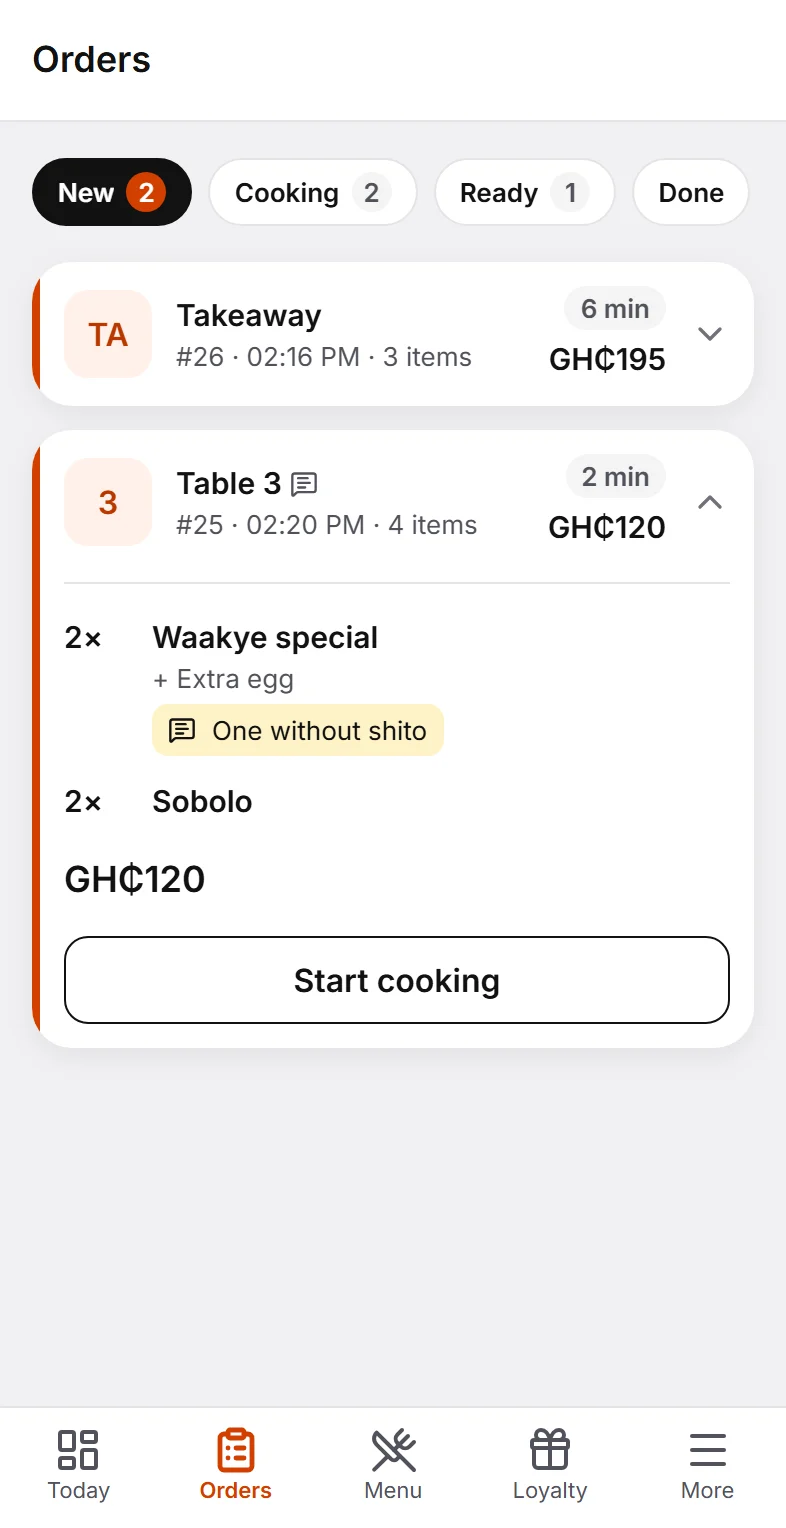 Orders
New 2 Cooking 2 Ready 1 Done
TA
Takeaway
#26 · 02:16 PM · 3 items
6 min
GH₵195
3
Table 3
#25 · 02:20 PM · 4 items
2 min
GH₵120
2× Waakye special
+ Extra egg
One without shito
2× Sobolo
GH₵120
Start cooking
Today Orders Menu Loyalty More